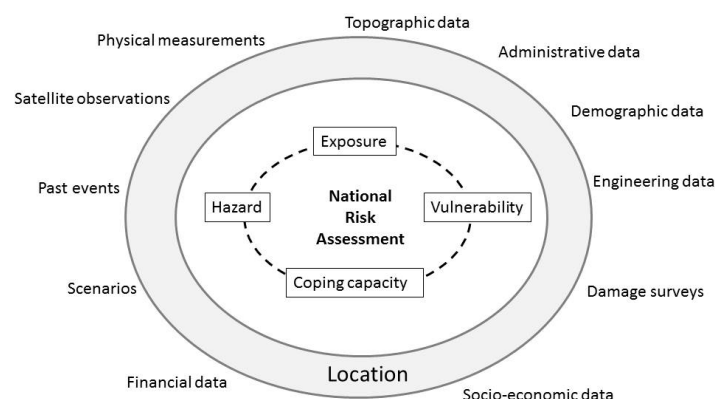 Topographic data
Physical measurements
Administrative data
Satellite observations
Demographic data
Exposure
Past events
Engineering data
Hazard
National
Risk
Assessment
Vulnerability
Coping capacity
Scenarios
Damage surveys
Location
Financial data
Socio-economic data